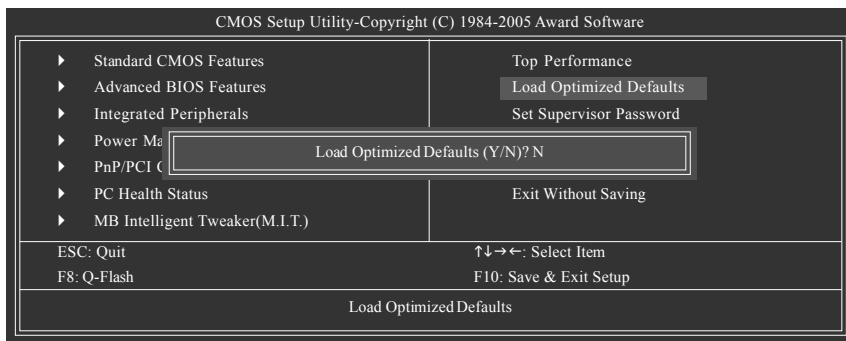 CMOS Setup Utility-Copyright (C) 1984-2005 Award Software
Standard CMOS Features
Advanced BIOS Features
Integrated Peripherals
Power Ma
PnP/PCI C
PC Health Status
MB Intelligent Tweaker(M.I.T.)
Top Performance
Load Optimized Defaults
Set Supervisor Password
Exit Without Saving
Load Optimized Defaults (Y/N)? N
ESC: Quit
↑↓→←: Select Item
F8: Q-Flash
F10: Save & Exit Setup
Load Optimized Defaults